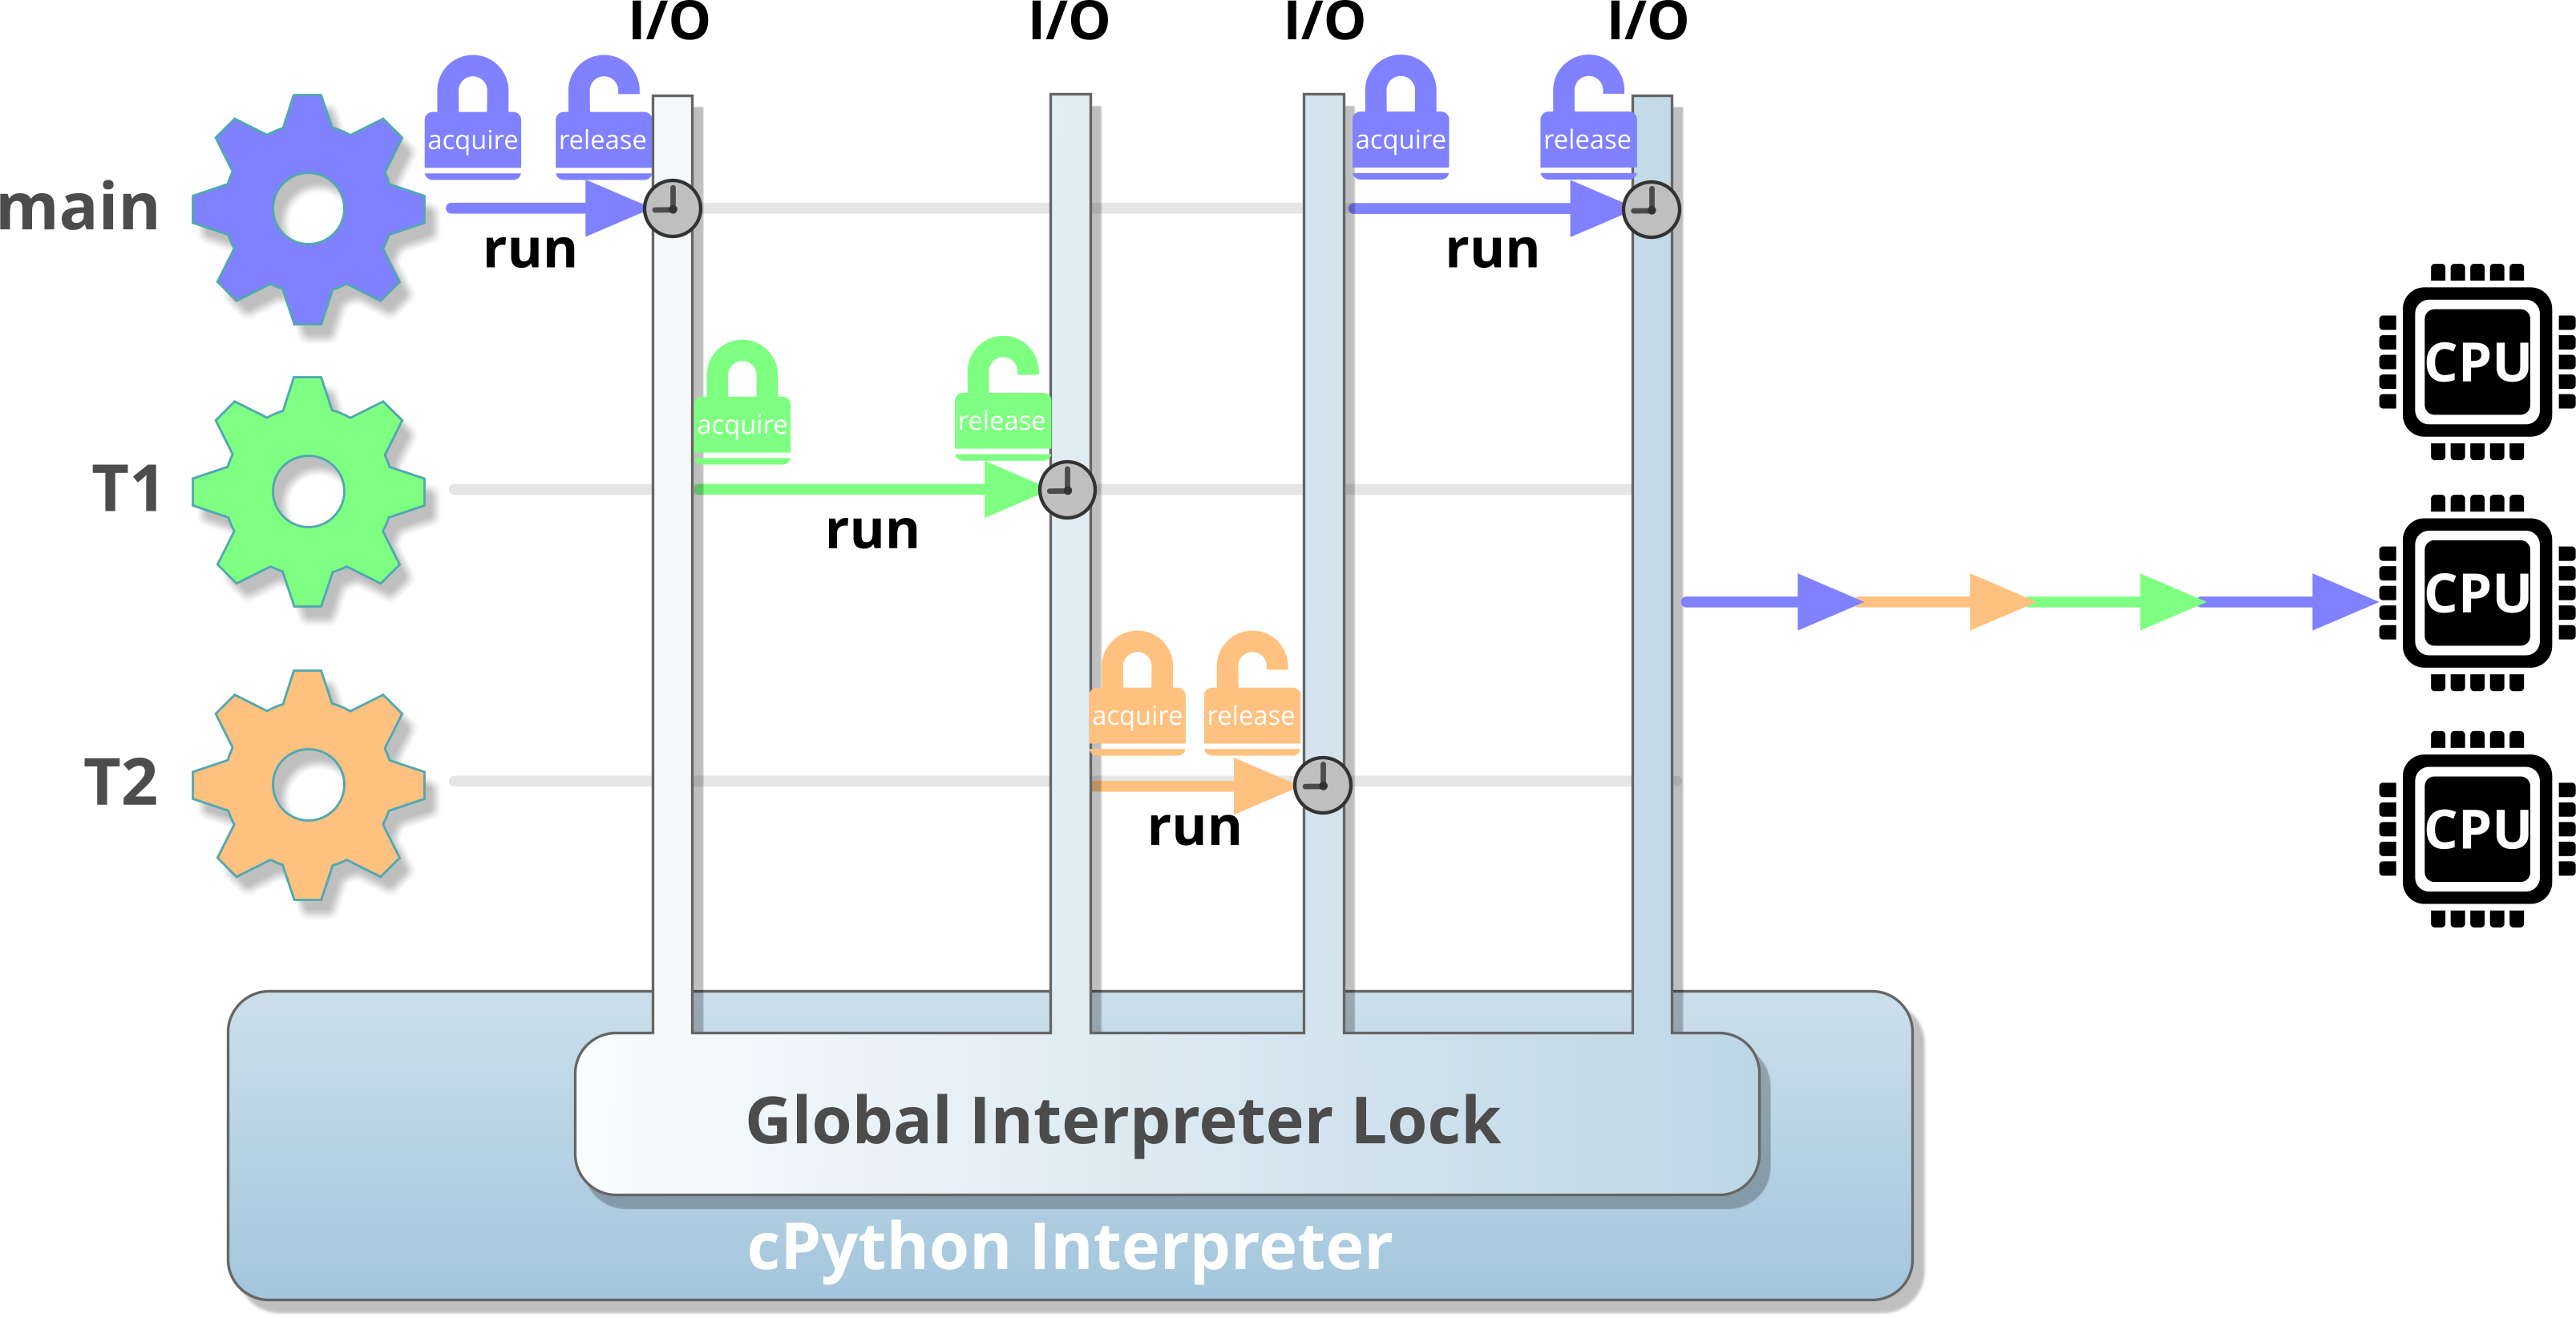 I/O I/O I/O I/O
acquire release acquire release
main
run run
CPU
acquire release
T1
run
CPU
acquire release
T2
run
CPU
Global Interpreter Lock
cPython Interpreter